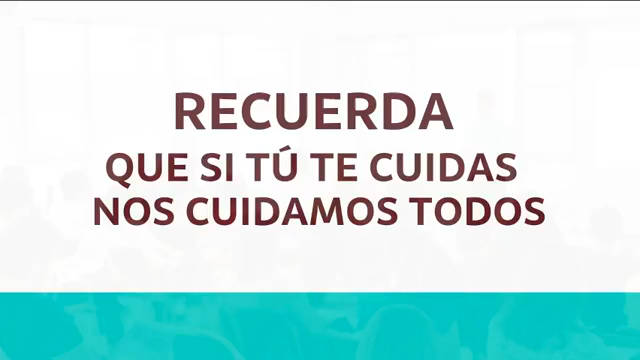 RECUERDA
QUE SI TÚ TE CUIDAS
NOS CUIDAMOS TODOS